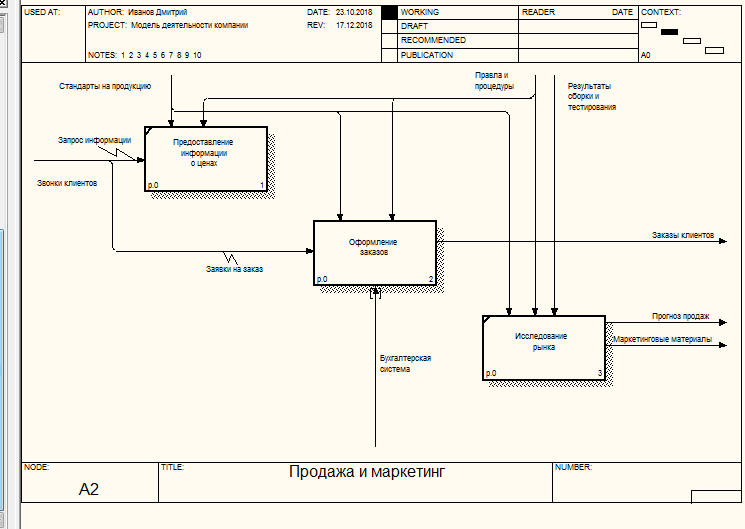 USED AT:
AUTHOR: Иванов Дмитрий
DATE: 23.10.2018
PROJECT: Модель деятельности компании
REV: 17.12.2018
NOTES: 1 2 3 4 5 6 7 8 9 10
WORKING
DRAFT
RECOMMENDED
PUBLICATION
READER
DATE
CONTEXT:
A0
Стандарты на продукцию
Правла и
процедуры
Результаты
сборки и
тестирования
Запрос информации
Звонки клиентов
Предоставление
информации
о ценах
р.0
1
Заявки на заказ
Оформление
заказов
р.0
2
Заказы клиентов
Бухгалтерская
система
Исследование
рынка
р.0
3
Прогноз продаж
Маркетинговые материалы
NODE:
A2
TITLE:
Продажа и маркетинг
NUMBER: